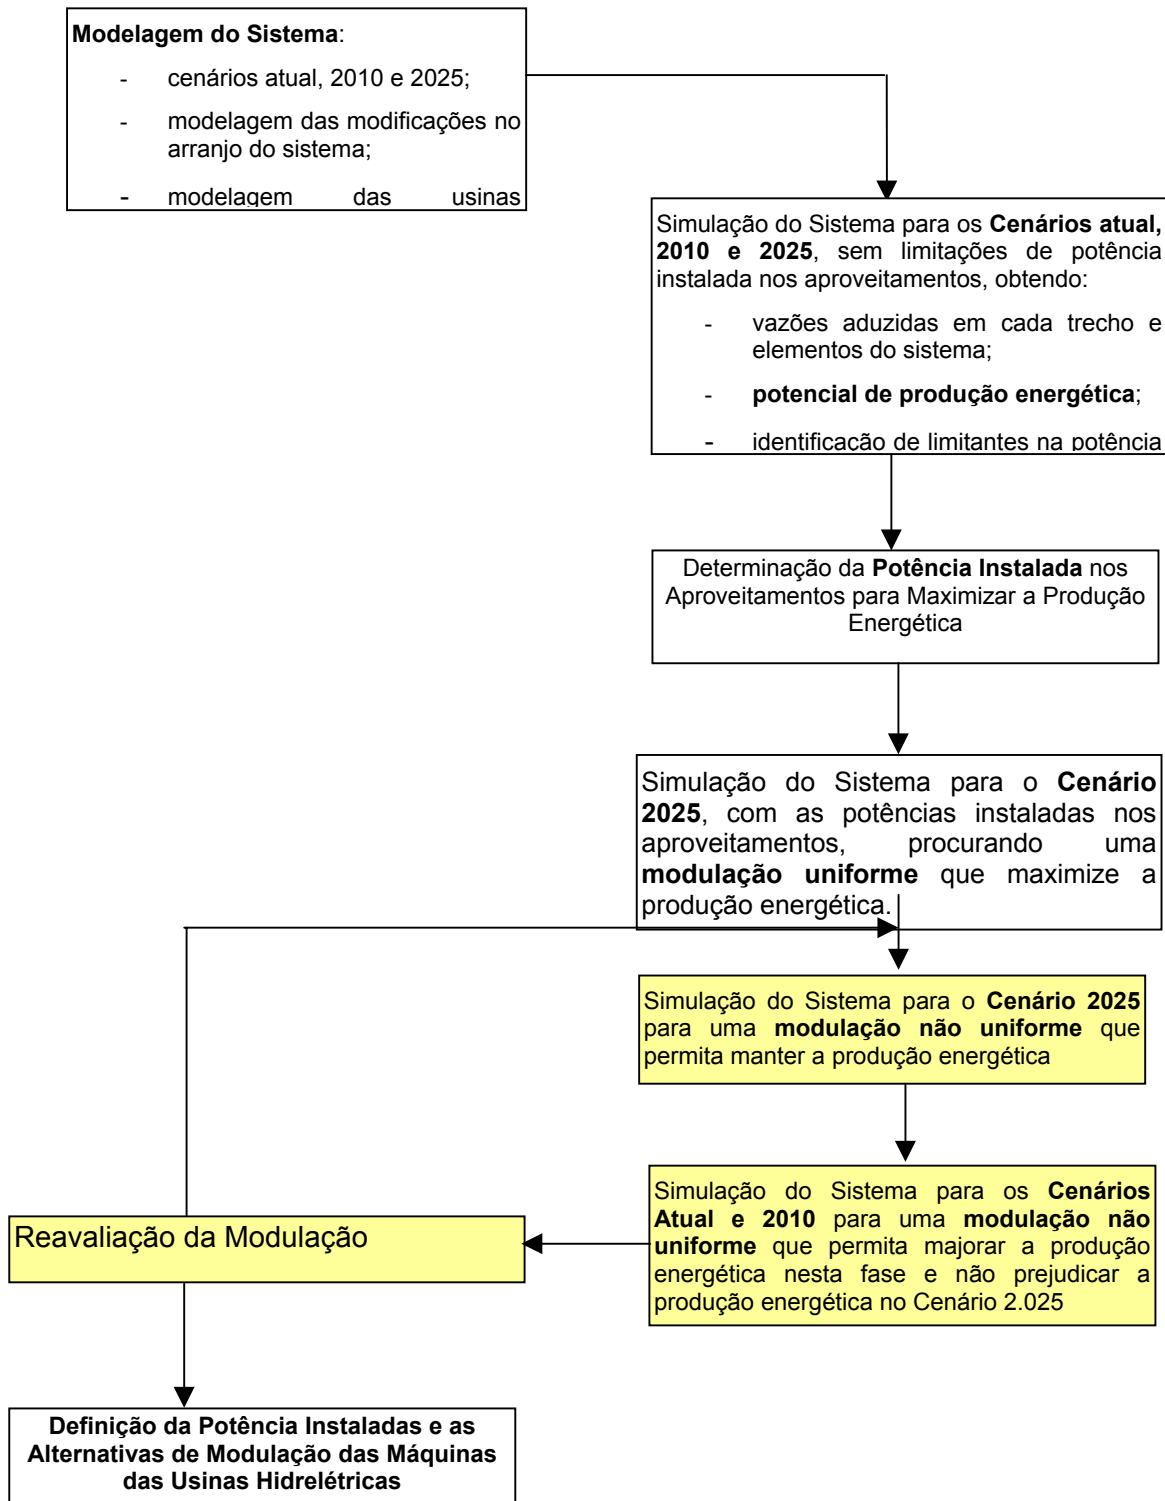 Modelagem do Sistema:
- cenários atual, 2010 e 2025;
- modelagem das modificações no
arranjo do sistema;
- modelagem das usinas
Simulação do Sistema para os Cenários atual,
2010 e 2025, sem limitações de potência
instalada nos aproveitamentos, obtendo:
- vazões aduzidas em cada trecho e
elementos do sistema;
- potencial de produção energética;
- identificação de limitantes na potência
Determinação da Potência Instalada nos
Aproveitamentos para Maximizar a Produção
Energética
Simulação do Sistema para o Cenário
2025, com as potências instaladas nos
aproveitamentos, procurando uma
modulação uniforme que maximize a
produção energética.
Simulação do Sistema para o Cenário 2025
para uma modulação não uniforme que
permita manter a produção energética
Simulação do Sistema para os Cenários
Atual e 2010 para uma modulação não
uniforme que permita majorar a produção
energética nesta fase e não prejudicar a
produção energética no Cenário 2.025
Reavaliação da Modulação
Definição da Potência Instaladas e as
Alternativas de Modulação das Máquinas
das Usinas Hidrelétricas